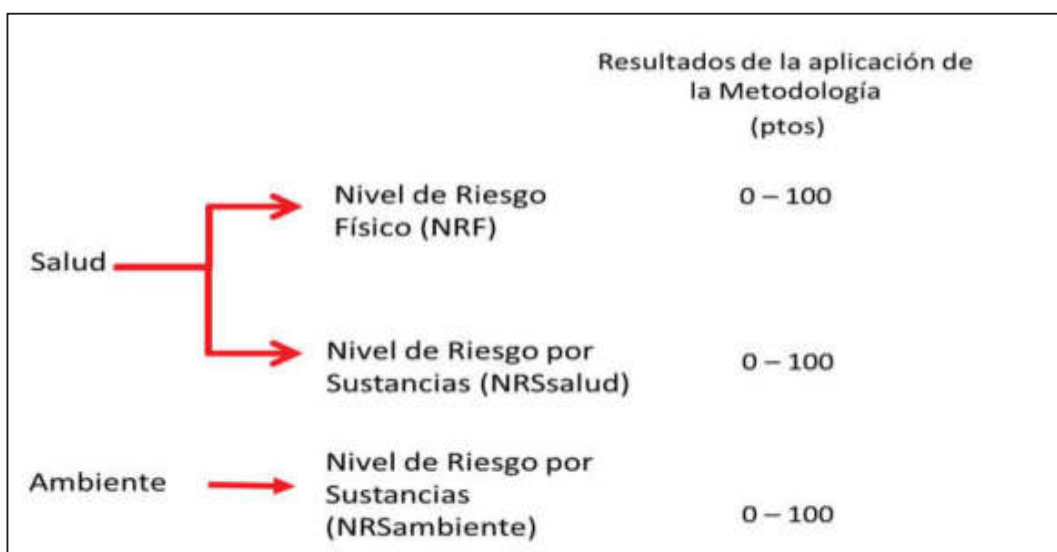 Resultados de la aplicación de
la Metodología
(ptos)
Salud
Nivel de Riesgo
Físico (NRF)
0 – 100
Nivel de Riesgo por
Sustancias (NRSsalud)
0 – 100
Ambiente
Nivel de Riesgo por
Sustancias
(NRSambiente)
0 – 100